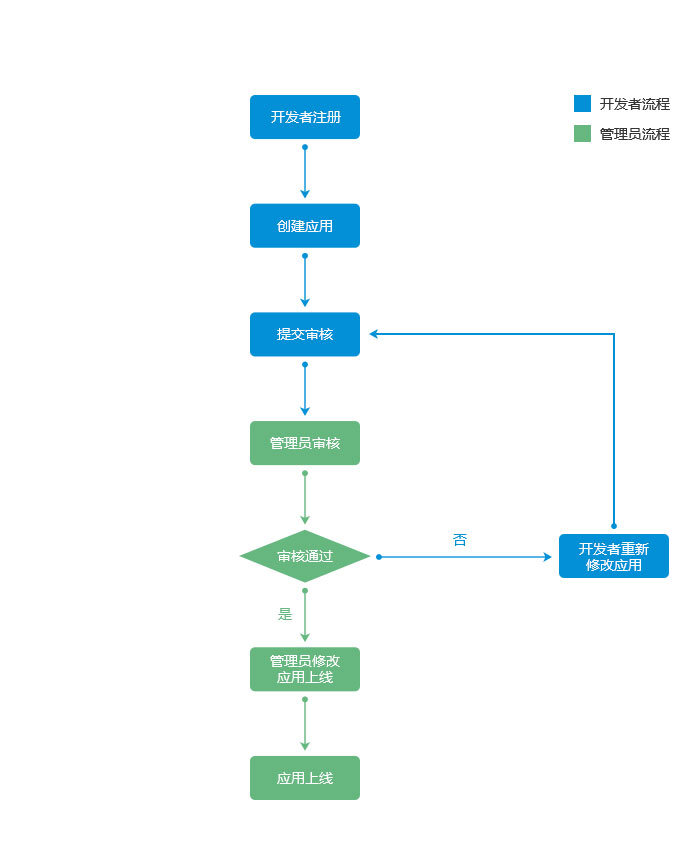 开发者注册
开发者流程
管理员流程
创建应用
提交审核
管理员审核
审核通过
否
开发者重新
修改应用
是
管理员修改
应用上线
应用上线